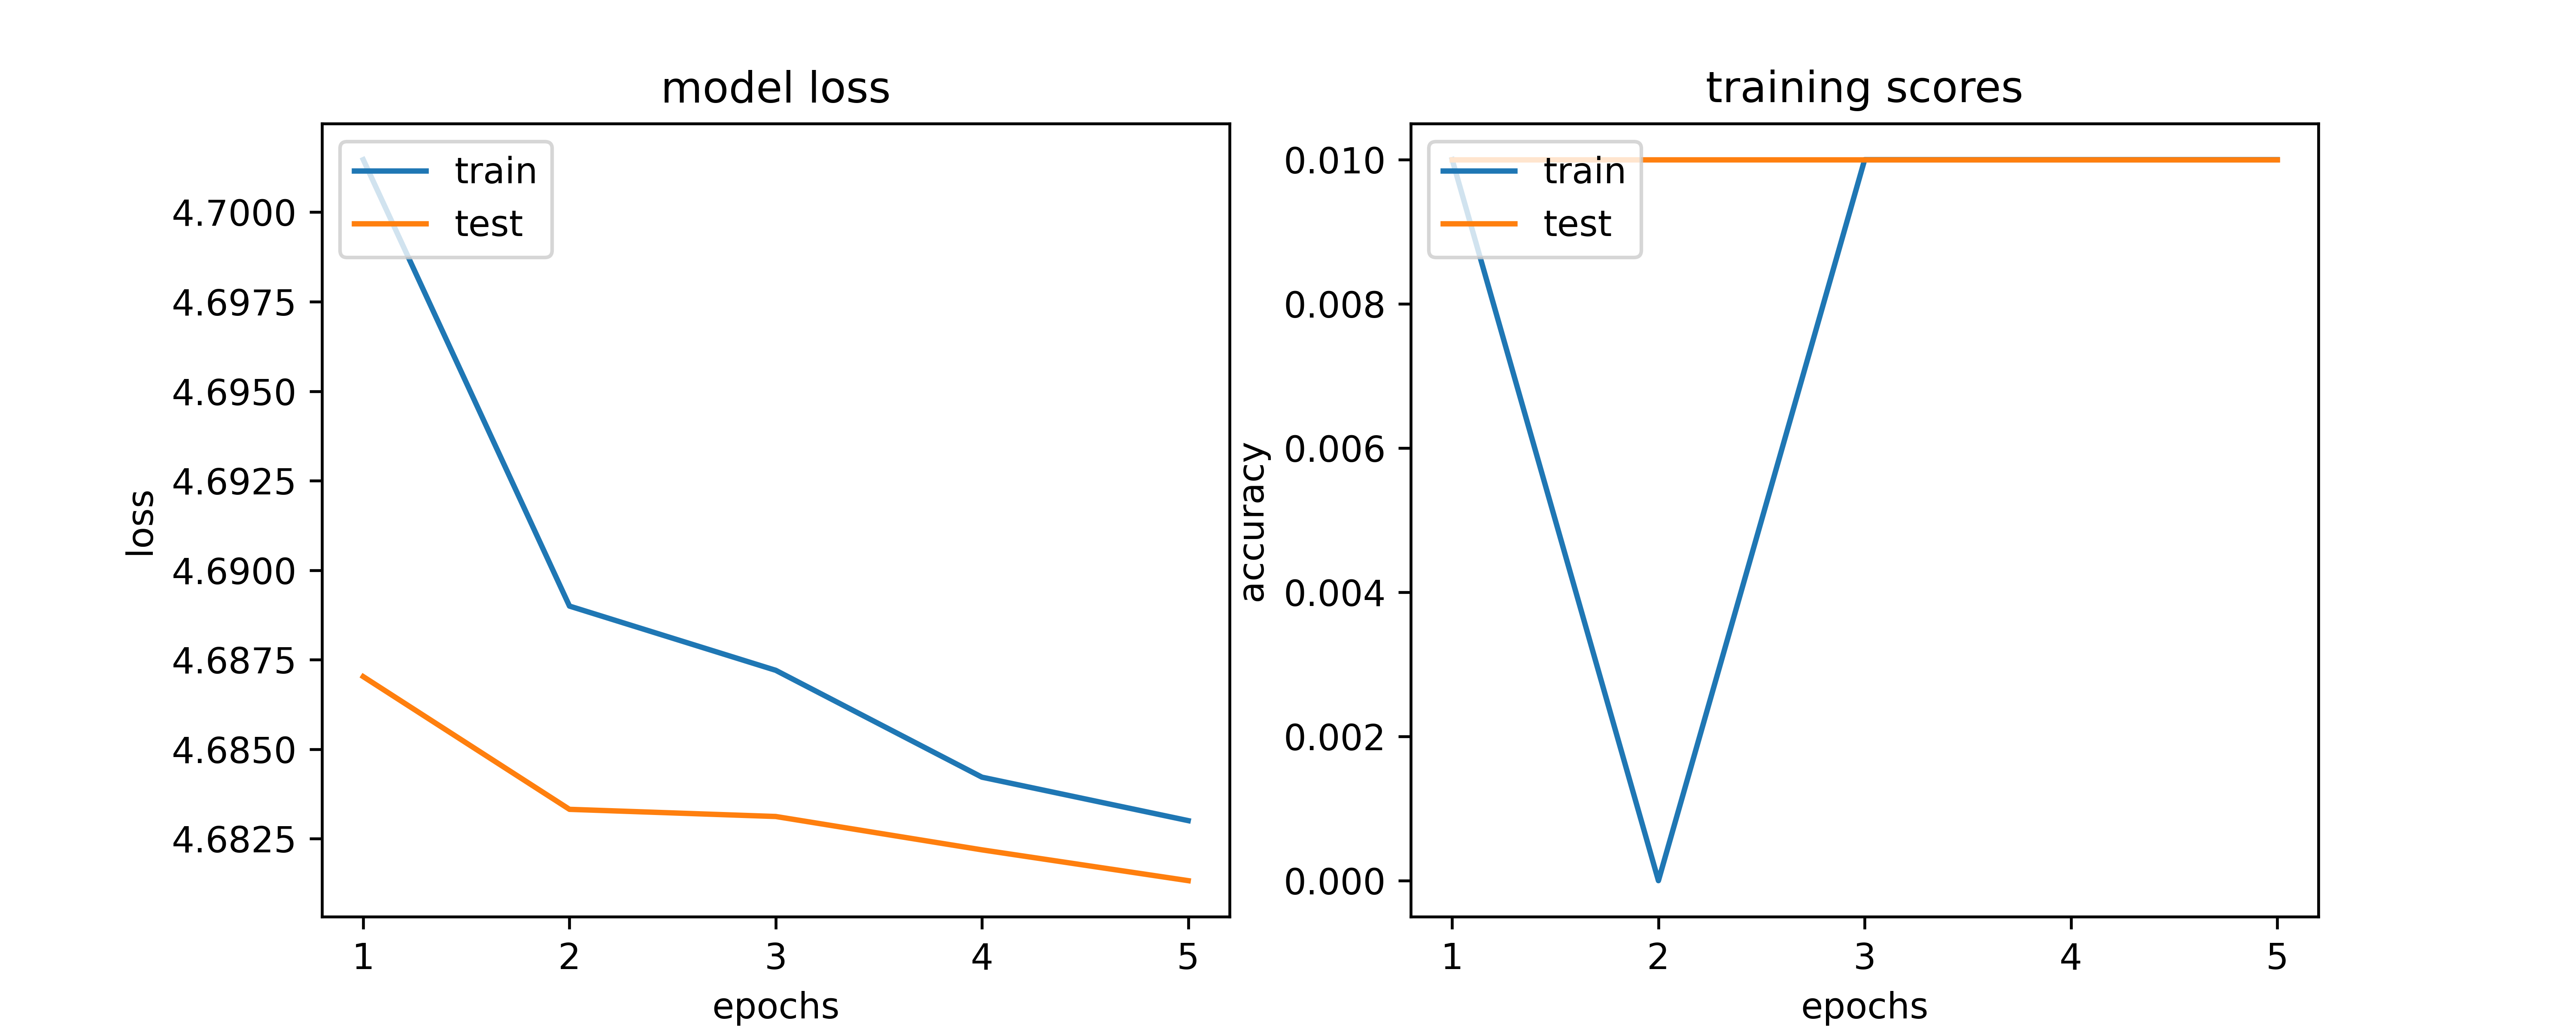 model loss
train
test
4.7000
4.6975
4.6950
4.6925
4.6900
4.6875
4.6850
4.6825
loss
1 2 3 4 5
epochs
training scores
train
test
0.010
0.008
0.006
0.004
0.002
0.000
accuracy
1 2 3 4 5
epochs